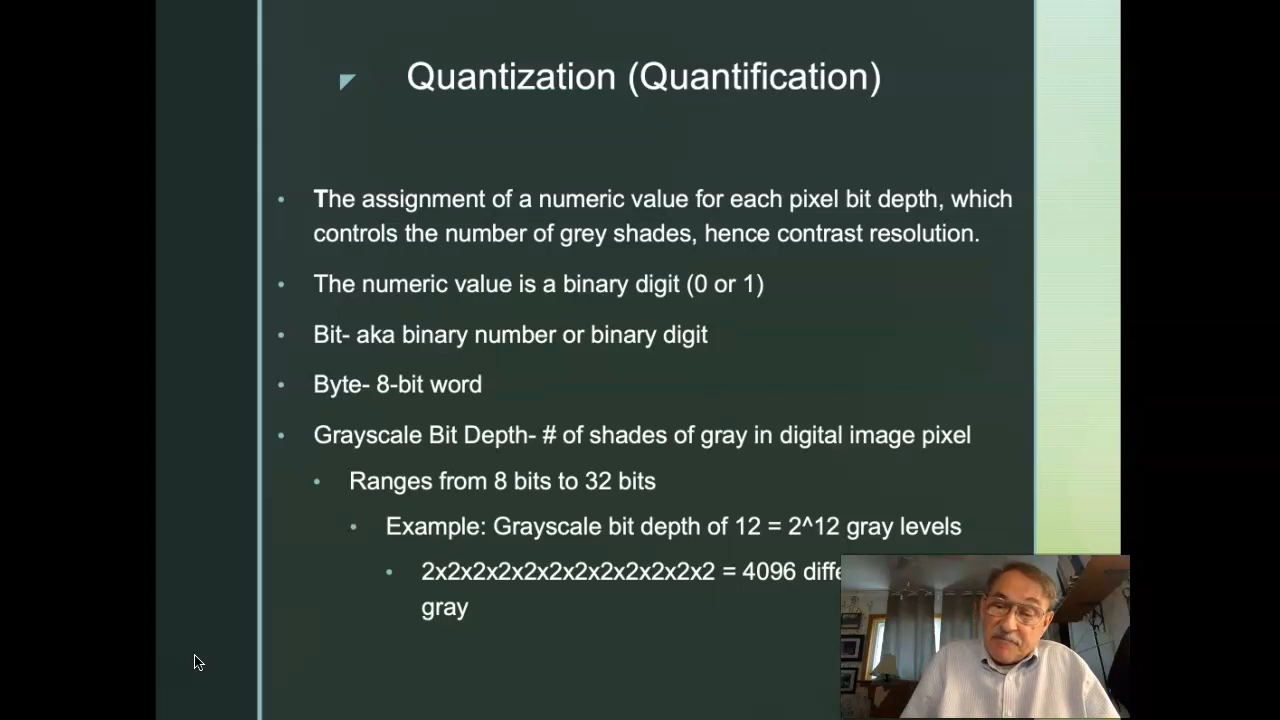 Quantization (Quantification)
The assignment of a numeric value for each pixel bit depth, which
controls the number of grey shades, hence contrast resolution.
The numeric value is a binary digit (0 or 1)
Bit- aka binary number or binary digit
Byte- 8-bit word
Grayscale Bit Depth- # of shades of gray in digital image pixel
Ranges from 8 bits to 32 bits
Example: Grayscale bit depth of 12 = 2^12 gray levels
2x2x2x2x2x2x2x2x2x2x2x2 = 4096
gray